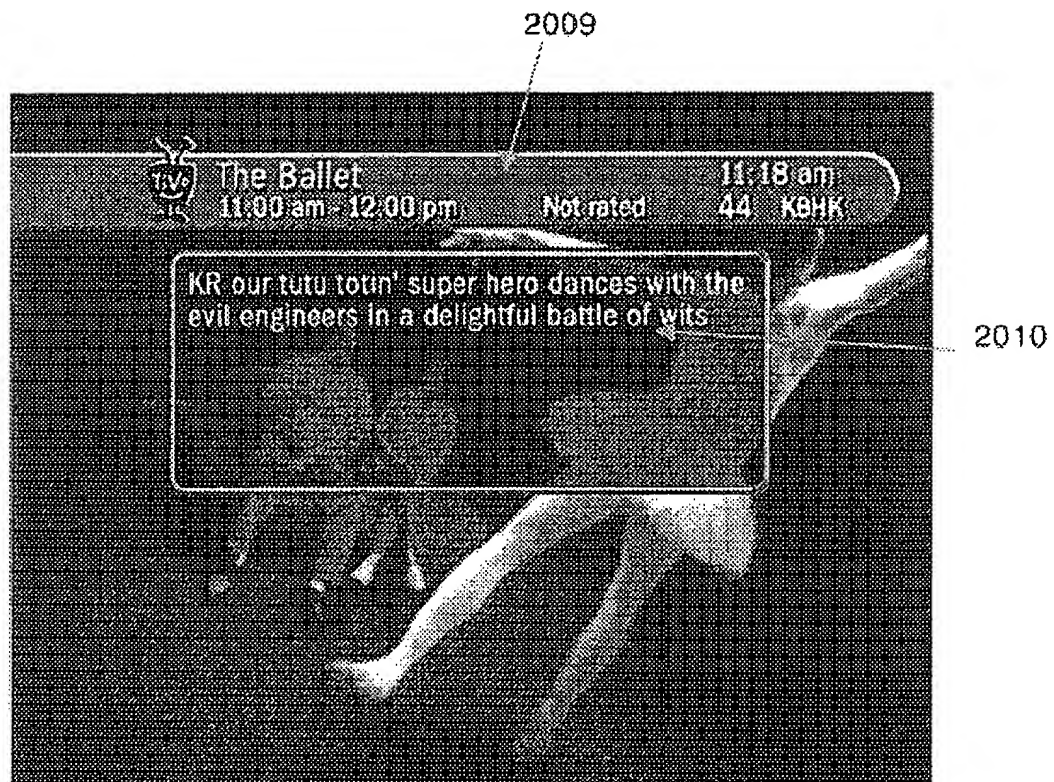 2009
TiVo
The Ballet
11:18 am
11:00 am - 12:00 pm Not rated 44 KBHK
KR our tutu totin' super hero dances with the
evil engineers in a delightful battle of wits
2010